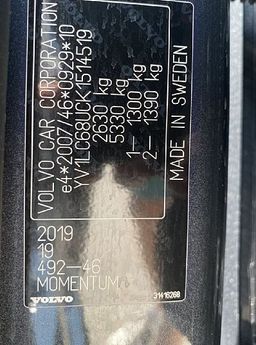 VOLVO CAR CORPORATION
e4*2007/46*0929*10
YV1LC68UCK1514519
2630 kg
5330 kg
1- 1300 kg
2- 1390 kg
MADE IN SWEDEN
2019
19
492-46
MOMENTUM
VOLVO
31416260